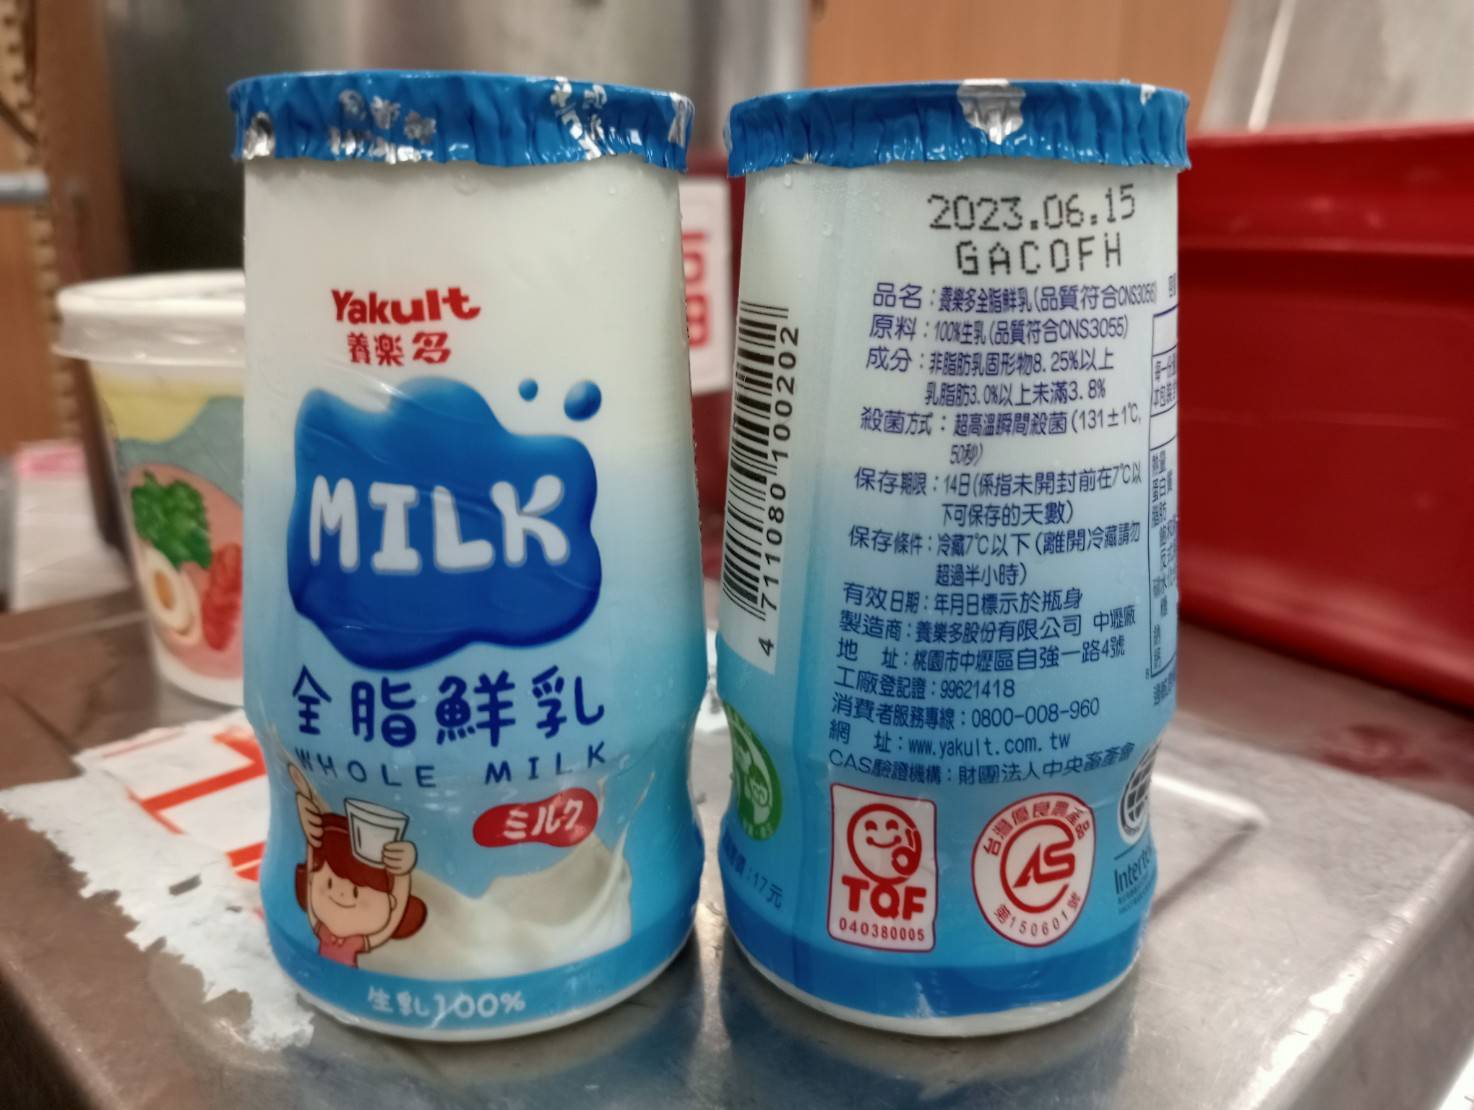 Yakult
養樂多
MILK
全脂鮮乳
WHOLE MILK
ミルク
生乳100%
4 711080 100202
17元
2023.06.15
GACOFH
品名：養樂多全脂鮮乳(品質符合CNS3056)
原料：100%生乳(品質符合CNS3055)
成分：非脂肪乳固形物8.25%以上
乳脂肪3.0%以上未滿3.8%
殺菌方式：超高溫瞬間殺菌(131±1℃,
50秒)
保存期限：14日(係指未開封前在7℃以
下可保存的天數)
保存條件：冷藏7℃以下(離開冷藏請勿
超過半小時)
有效日期：年月日標示於瓶身
製造商：養樂多股份有限公司 中壢廠
地 址：桃園市中壢區自強一路4號
工廠登記證：99621418
消費者服務專線：0800-008-960
網 址：www.yakult.com.tw
CAS驗證機構：財團法人中央畜產會
TQF
040380005
台灣優良農產品
CAS
第150601號